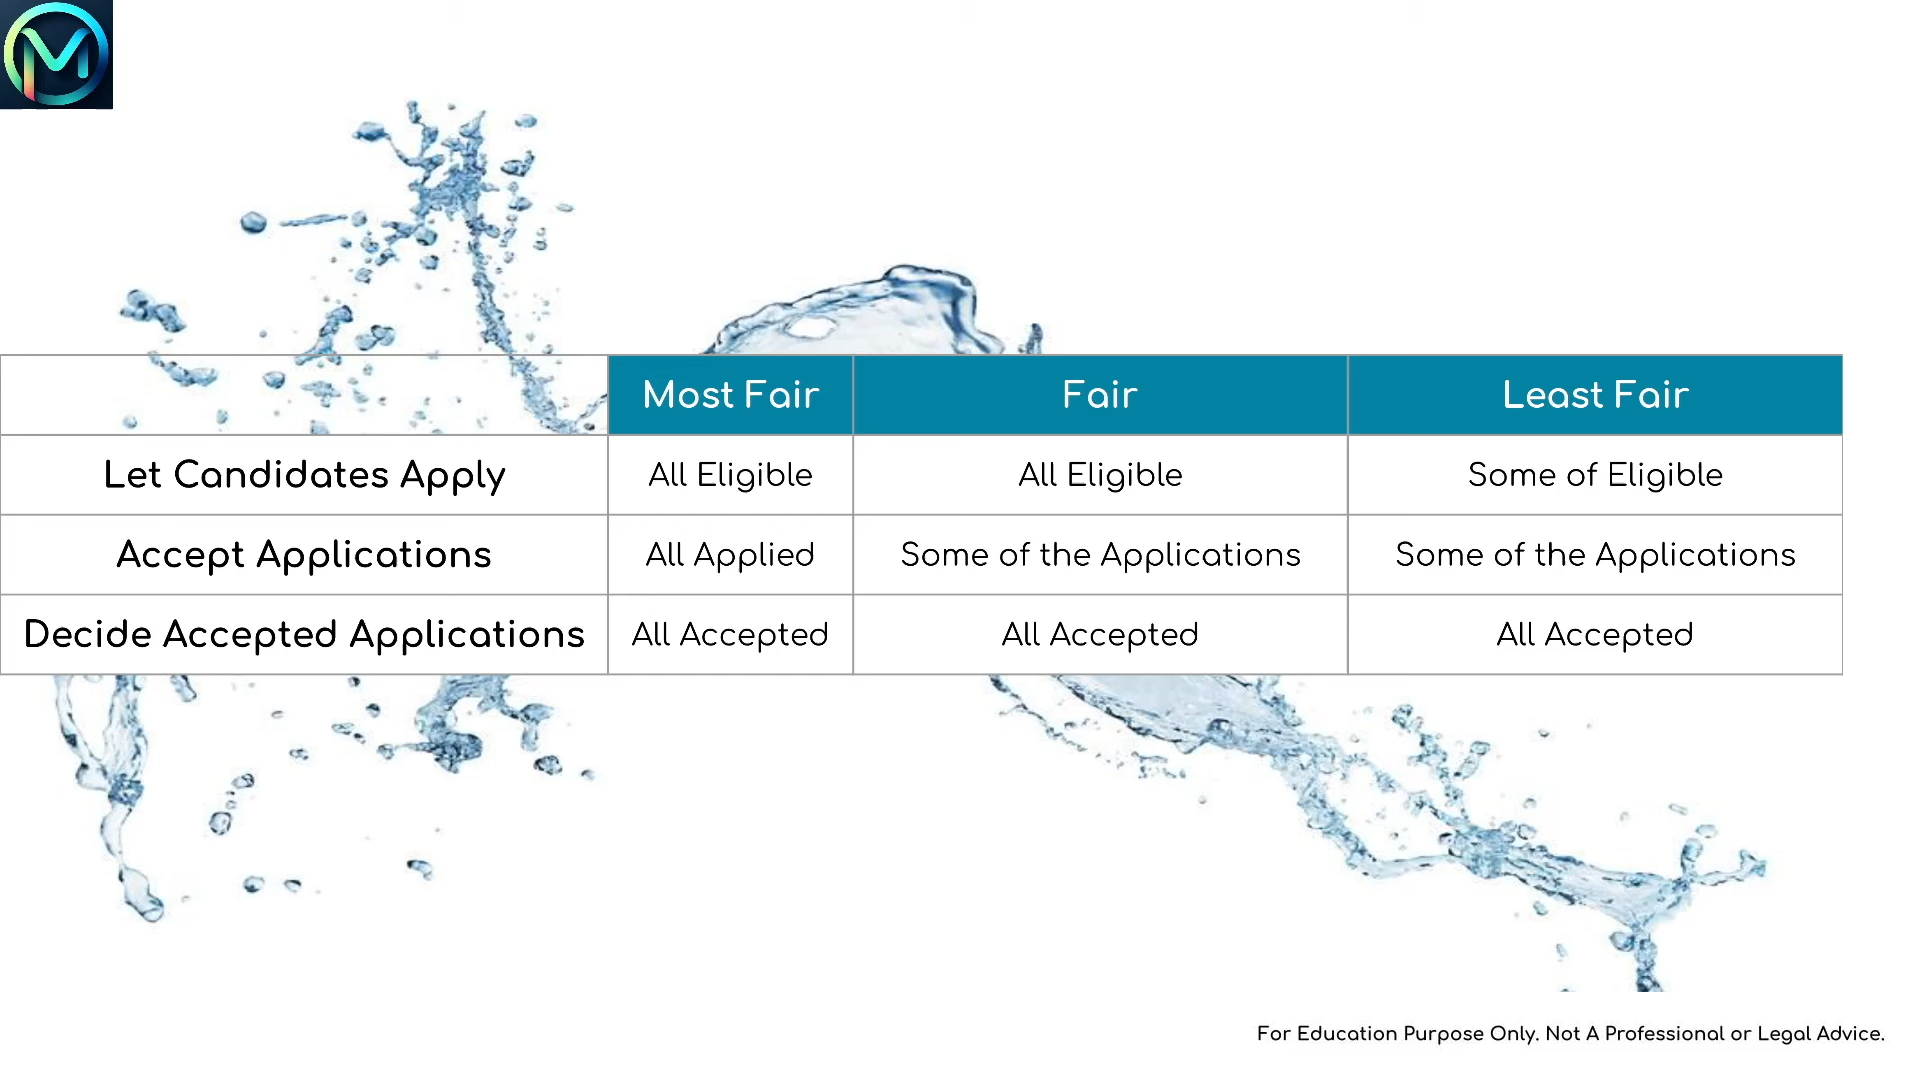 Most Fair Fair Least Fair
Let Candidates Apply All Eligible All Eligible Some of Eligible
Accept Applications All Applied Some of the Applications Some of the Applications
Decide Accepted Applications All Accepted All Accepted All Accepted
For Education Purpose Only. Not A Professional or Legal Advice.